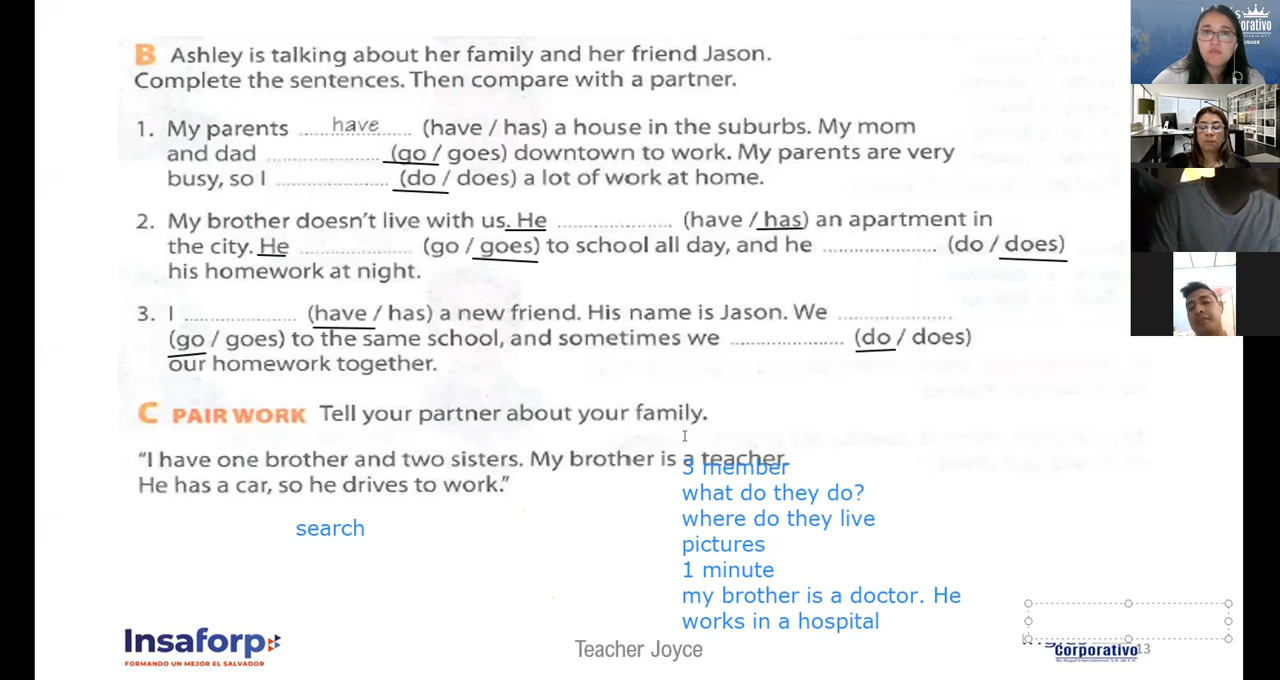 B Ashley is talking about her family and her friend Jason.
Complete the sentences. Then compare with a partner.
1. My parents have (have / has) a house in the suburbs. My mom
and dad (go / goes) downtown to work. My parents are very
busy, so I (do / does) a lot of work at home.
2. My brother doesn't live with us. He (have / has) an apartment in
the city. He (go / goes) to school all day, and he (do / does)
his homework at night.
3. I (have / has) a new friend. His name is Jason. We
(go / goes) to the same school, and sometimes we (do / does)
our homework together.
C PAIR WORK Tell your partner about your family.
"I have one brother and two sisters. My brother is a teacher.
He has a car, so he drives to work."
search
3 member
what do they do?
where do they live
pictures
1 minute
my brother is a doctor. He
works in a hospital
Insaforp
FORMANDO UN MEJOR EL SALVADOR
Teacher Joyce
Corporativo
13